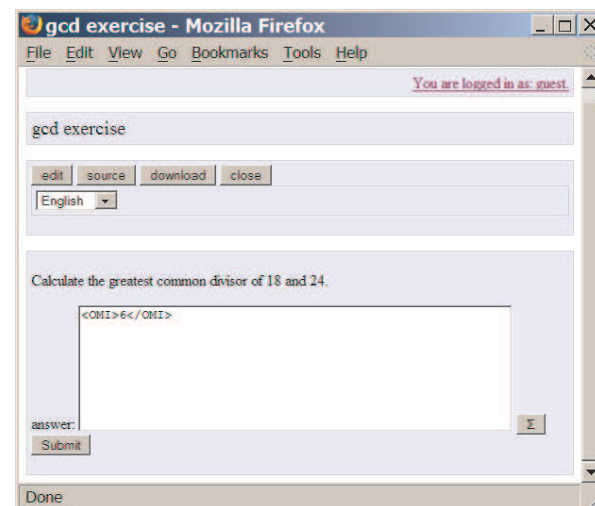 gcd exercise - Mozilla Firefox
File Edit View Go Bookmarks Tools Help
You are logged in as: guest.
gcd exercise
edit source download close
English
Calculate the greatest common divisor of 18 and 24.
<OMI>6</OMI>
answer: Σ
Submit
Done